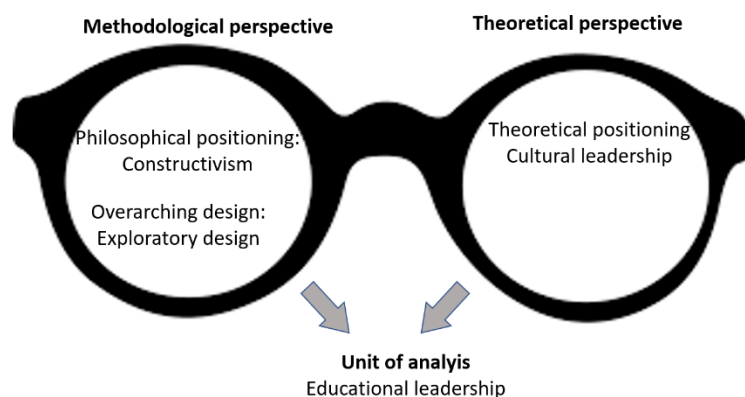 Methodological perspective
Theoretical perspective
Philosophical positioning:
Constructivism
Overarching design:
Exploratory design
Theoretical positioning
Cultural leadership
Unit of analyis
Educational leadership